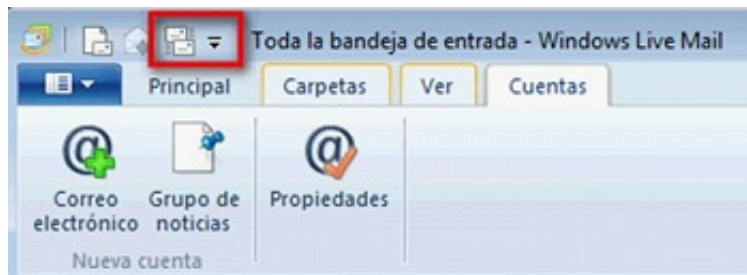 Toda la bandeja de entrada - Windows Live Mail
Principal Carpetas Ver Cuentas
Correo electrónico
Grupo de noticias
Propiedades
Nueva cuenta